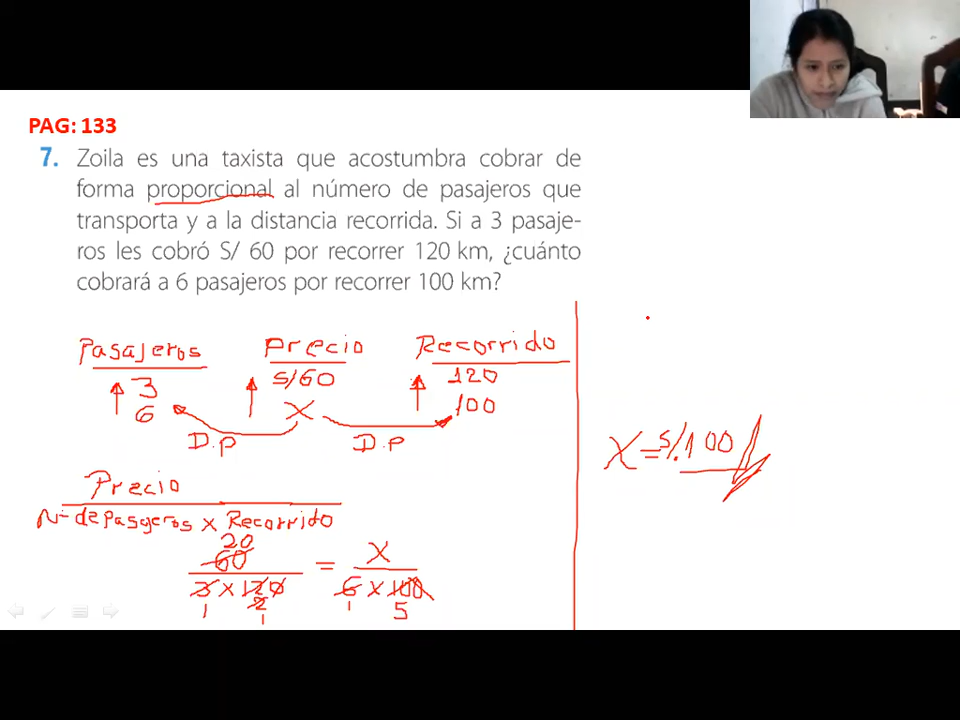 PAG: 133
7. Zoila es una taxista que acostumbra cobrar de
forma proporcional al número de pasajeros que
transporta y a la distancia recorrida. Si a 3 pasaje-
ros les cobró S/ 60 por recorrer 120 km, ¿cuánto
cobrará a 6 pasajeros por recorrer 100 km?
Pasajeros Precio Recorrido
3 S/60 120
6 X 100
D.P D.P
Precio
N- de Pasajeros x Recorrido
20
60 = X
3 x 120 6 x 100
1 2 1 5
1
X = S/. 100